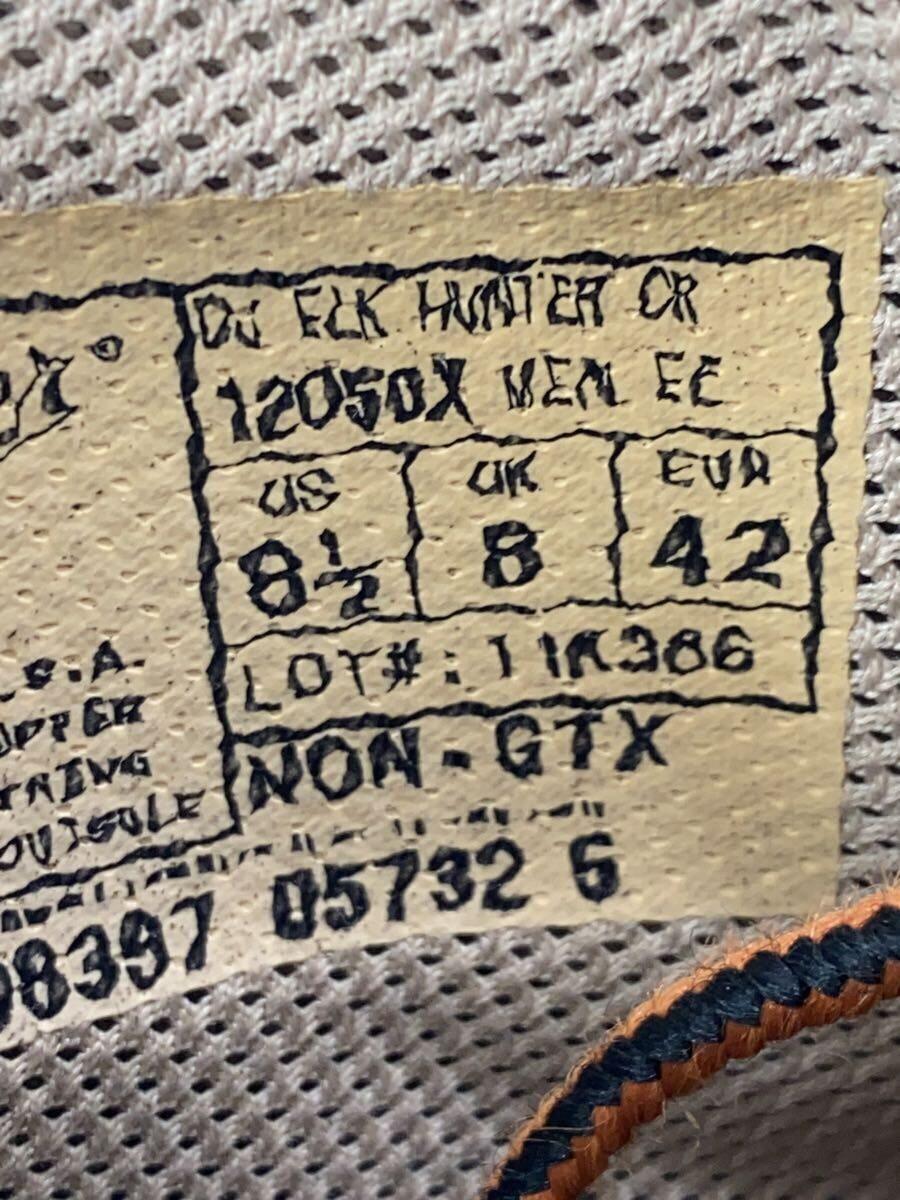 DJ ELK HUNTER CR
12050X MEN EE
US UK EUR
8½ 8 42
LOT#: 11K386
.S.A.
NON-GTX
OUTSOLE
05732 6